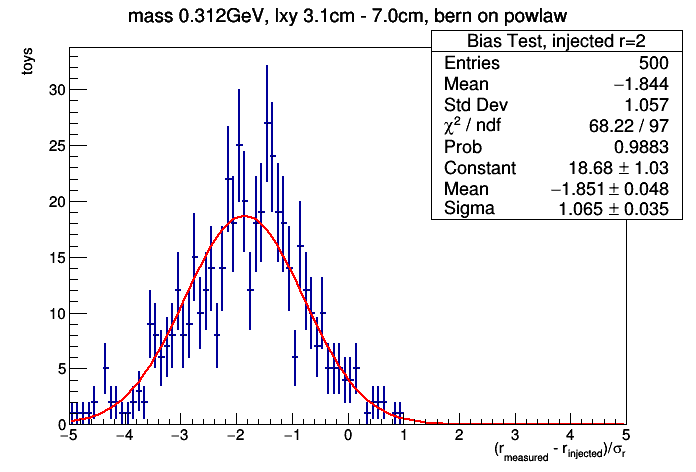 mass 0.312GeV, lxy 3.1cm - 7.0cm, bern on powlaw
toys
Bias Test, injected r=2
Entries 500
Mean −1.844
Std Dev 1.057
χ² / ndf 68.22 / 97
Prob 0.9883
Constant 18.68 ± 1.03
Mean −1.851 ± 0.048
Sigma 1.065 ± 0.035
30
25
20
15
10
5
0
−5 −4 −3 −2 −1 0 1 2 3 4 5
(r_measured - r_injected)/σ_r